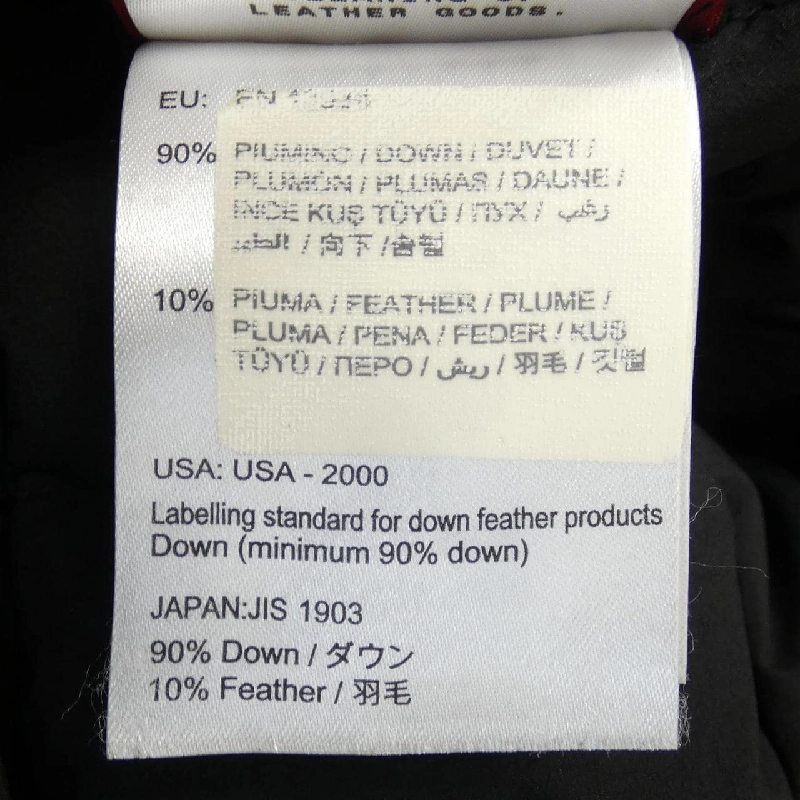 LEATHER GOODS.
EU: EN
90% PIUMINO / DOWN / DUVET /
PLUMÓN / PLUMAS / DAUNE /
İNCE KUŞ TÜYÜ / ПУХ / زغب
الطير / 向下 / 솜털
10% PIUMA / FEATHER / PLUME /
PLUMA / PENA / FEDER / KUŞ
TÜYÜ / ПЕРО / ريش / 羽毛 / 깃털
USA: USA - 2000
Labelling standard for down feather products
Down (minimum 90% down)
JAPAN:JIS 1903
90% Down / ダウン
10% Feather / 羽毛